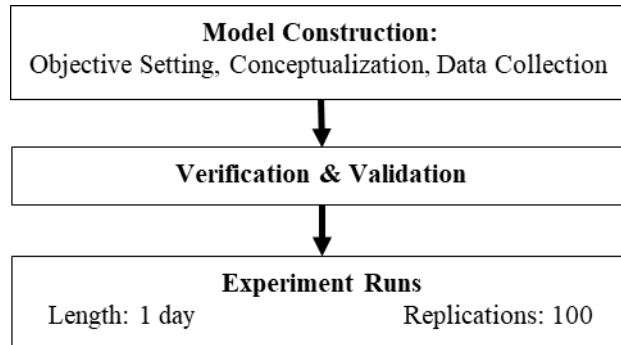 Model Construction:
Objective Setting, Conceptualization, Data Collection
Verification & Validation
Experiment Runs
Length: 1 day Replications: 100